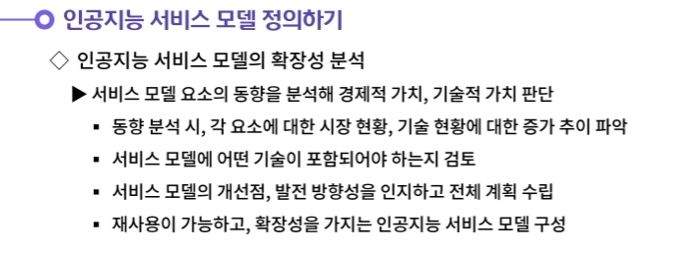 인공지능 서비스 모델 정의하기
◇ 인공지능 서비스 모델의 확장성 분석
▶ 서비스 모델 요소의 동향을 분석해 경제적 가치, 기술적 가치 판단
▪ 동향 분석 시, 각 요소에 대한 시장 현황, 기술 현황에 대한 증가 추이 파악
▪ 서비스 모델에 어떤 기술이 포함되어야 하는지 검토
▪ 서비스 모델의 개선점, 발전 방향성을 인지하고 전체 계획 수립
▪ 재사용이 가능하고, 확장성을 가지는 인공지능 서비스 모델 구성